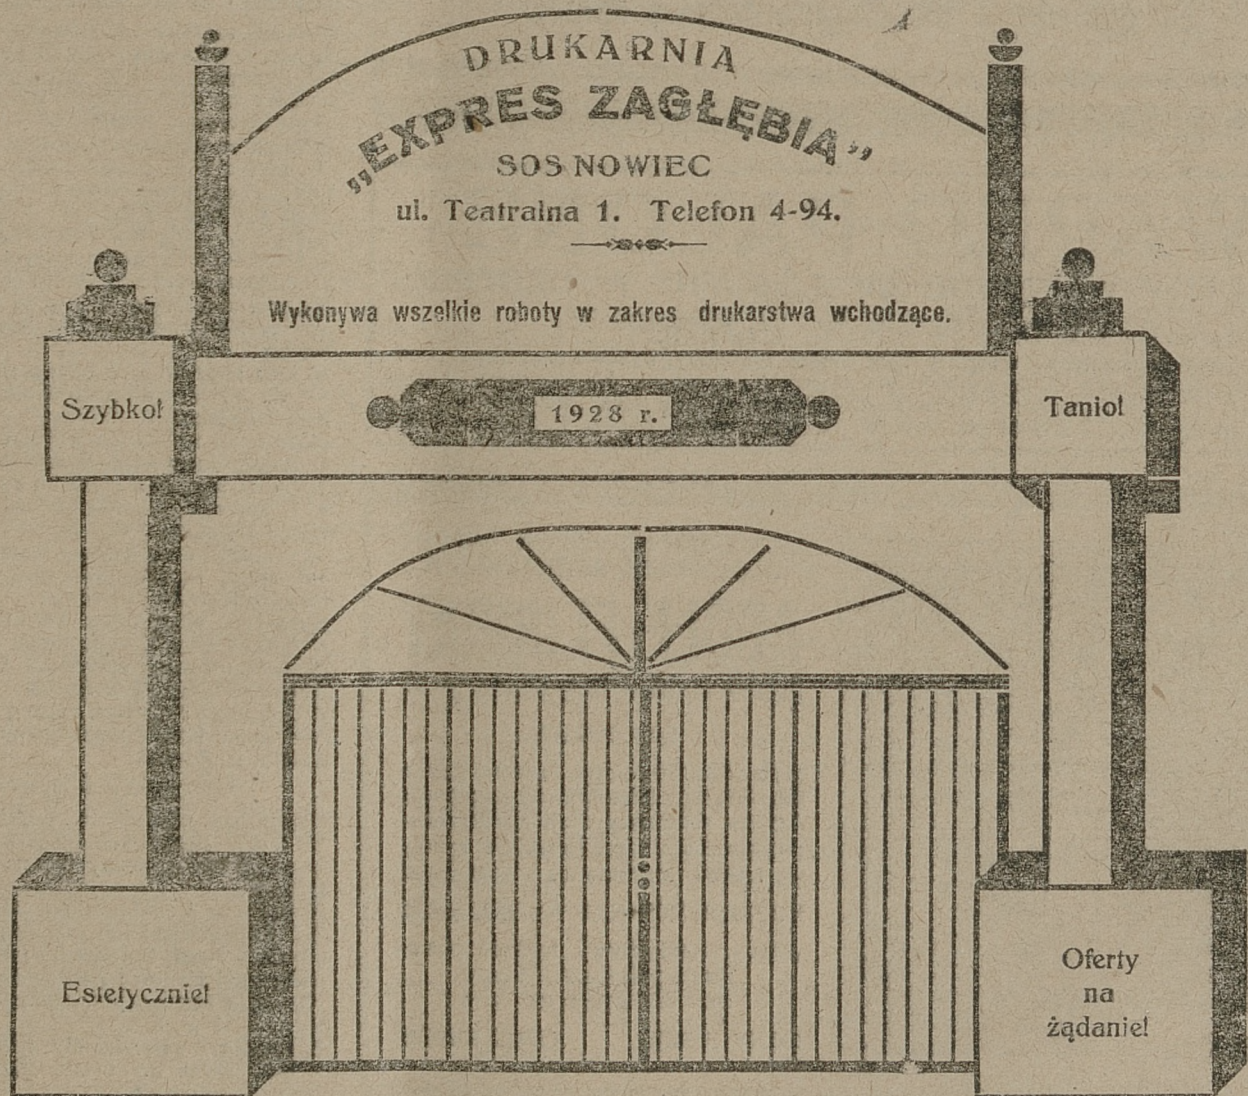 DRUKARNIA
„EXPRES ZAGŁĘBIA”
SOSNOWIEC
ul. Teatralna 1. Telefon 4-94.
Wykonywa wszelkie roboty w zakres drukarstwa wchodzące.
Szybko!
1928 r.
Tanio!
Estetycznie!
Oferty
na
żądanie!